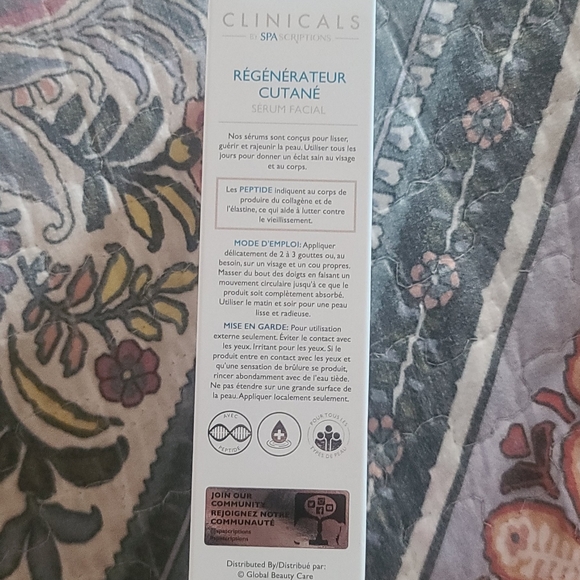 CLINICALS
By SPASCRIPTIONS
RÉGÉNÉRATEUR
CUTANÉ
SERUM FACIAL
Nos sérums sont conçus pour lisser,
guérir et rajeunir la peau. Utiliser tous les
jours pour donner un éclat sain au visage
et au corps.
Les PEPTIDE indiquent au corps de
produire du collagène et de
l'élastine, ce qui aide à lutter contre
le vieillissement.
MODE D'EMPLOI: Appliquer
délicatement de 2 à 3 gouttes ou, au
besoin, sur un visage et un cou propres.
Masser du bout des doigts en faisant un
mouvement circulaire jusqu'à ce que le
produit soit complètement absorbé.
Utiliser le matin et soir pour une peau
lisse et radieuse.
MISE EN GARDE: Pour utilisation
externe seulement. Éviter le contact avec
les yeux. Irritant pour les yeux. Si le
produit entre en contact avec les yeux et
qu'une sensation de brûlure se produit,
rincer abondamment avec de l'eau tiède.
Ne pas étendre sur une grande surface de
la peau. Appliquer localement seulement.
AVEC
PEPTIDE
POUR TOUS LES
TYPES DE PEAU
JOIN OUR
COMMUNITY
REJOIGNEZ NOTRE
COMMUNAUTÉ
Distributed By/Distribué par:
© Global Beauty Care